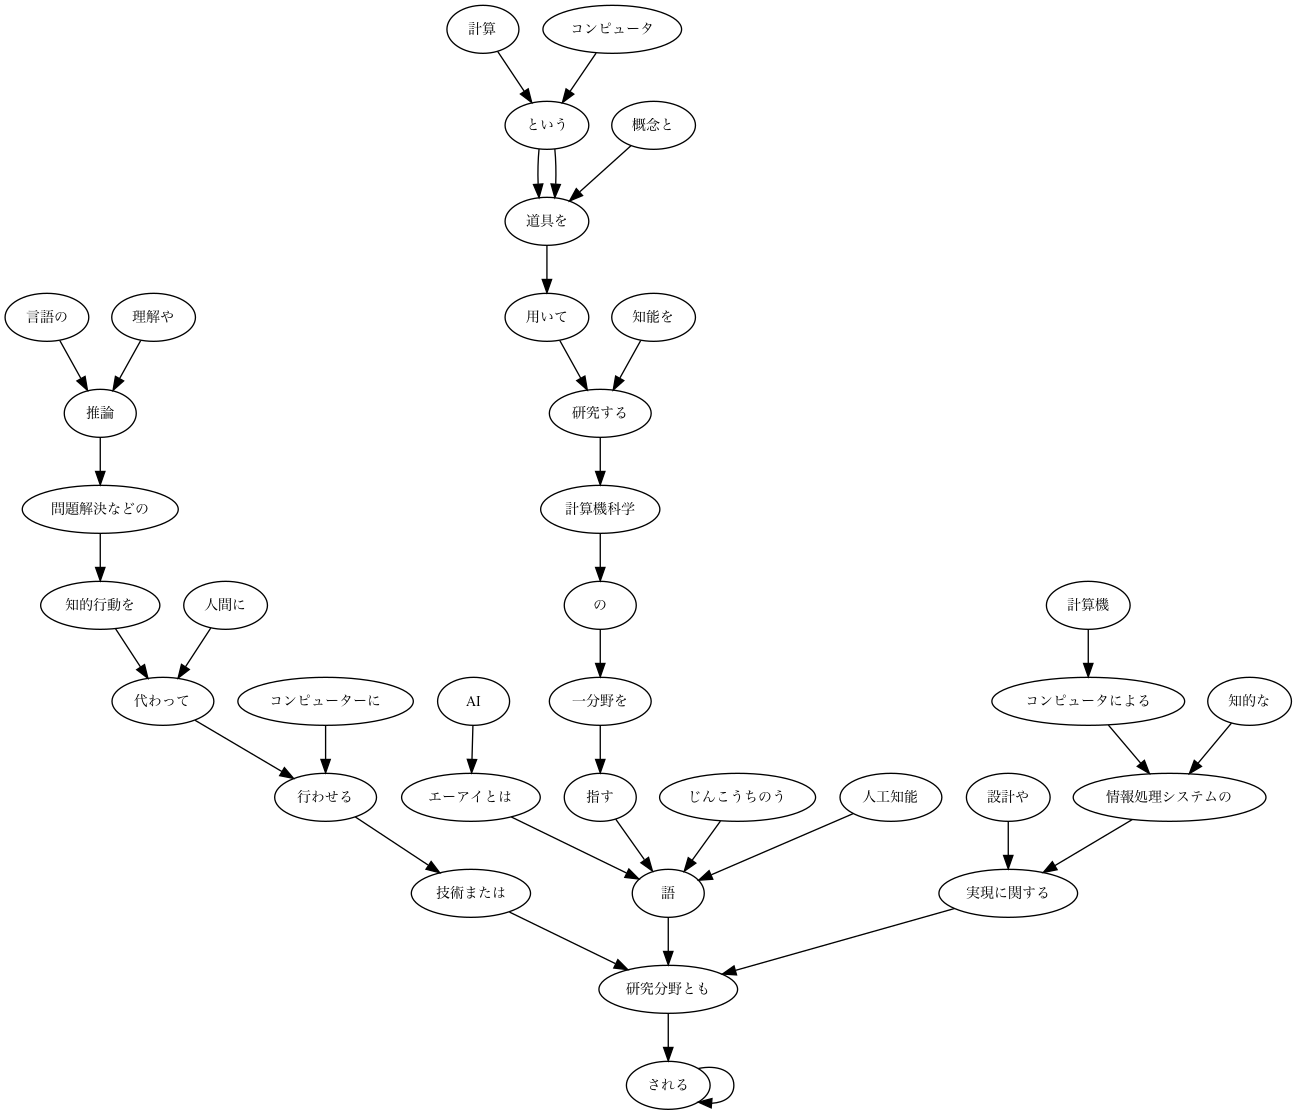 計算
コンピュータ
という
概念と
道具を
言語の
理解や
用いて
知能を
推論
研究する
問題解決などの
計算機科学
知的行動を
人間に
の
計算機
代わって
コンピューターに
AI
一分野を
コンピュータによる
知的な
行わせる
エーアイとは
指す
じんこうちのう
人工知能
設計や
情報処理システムの
技術または
語
実現に関する
研究分野とも
される